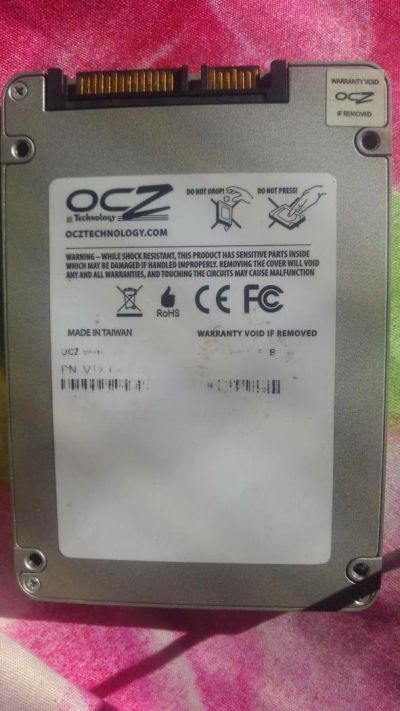 WARRANTY VOID
OCZ
IF REMOVED
OCZ
Technology
DO NOT DROP!
DO NOT PRESS!
OCZTECHNOLOGY.COM
WARNING – WHILE SHOCK RESISTANT, THIS PRODUCT HAS SENSITIVE PARTS INSIDE
WHICH MAY BE DAMAGED IF HANDLED IMPROPERLY. REMOVING THE COVER WILL VOID
ANY AND ALL WARRANTIES, AND TOUCHING THE CIRCUITS MAY CAUSE MALFUNCTION
RoHS
CE FC
MADE IN TAIWAN
WARRANTY VOID IF REMOVED
OCZ
PN